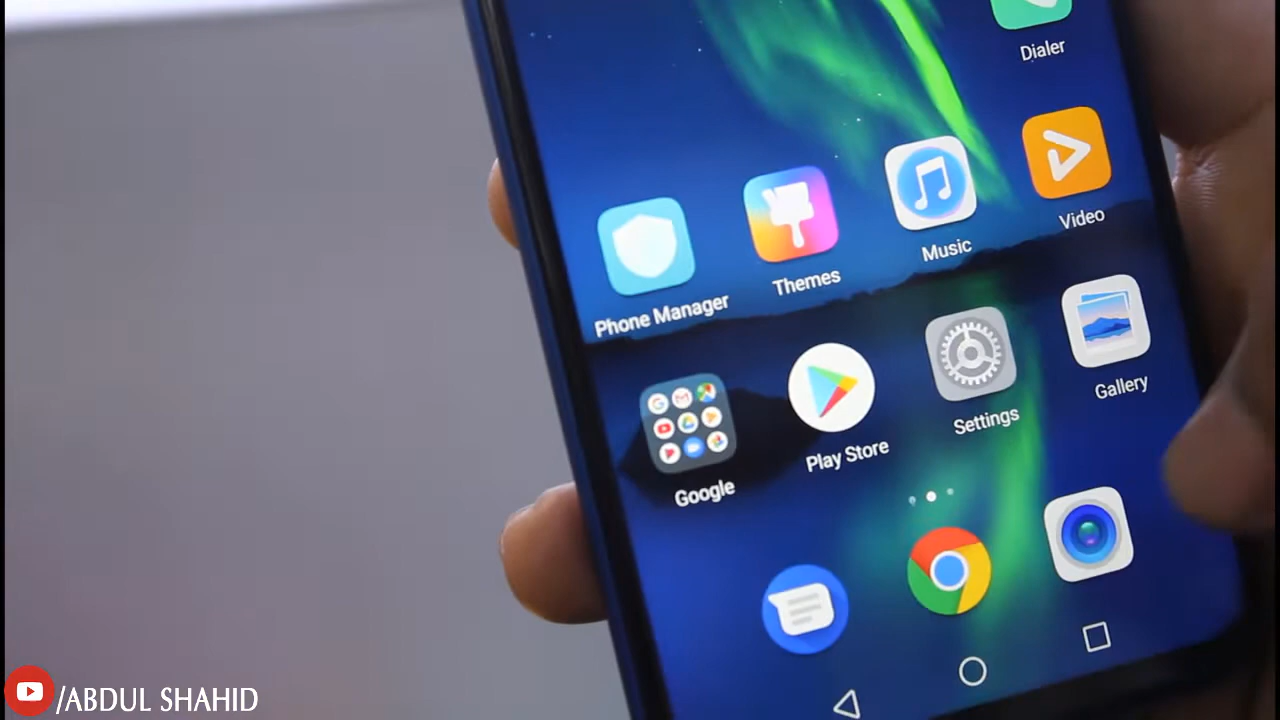 Dialer
Video
Music
Themes
Phone Manager
Gallery
Settings
Play Store
Google
/ABDUL SHAHID